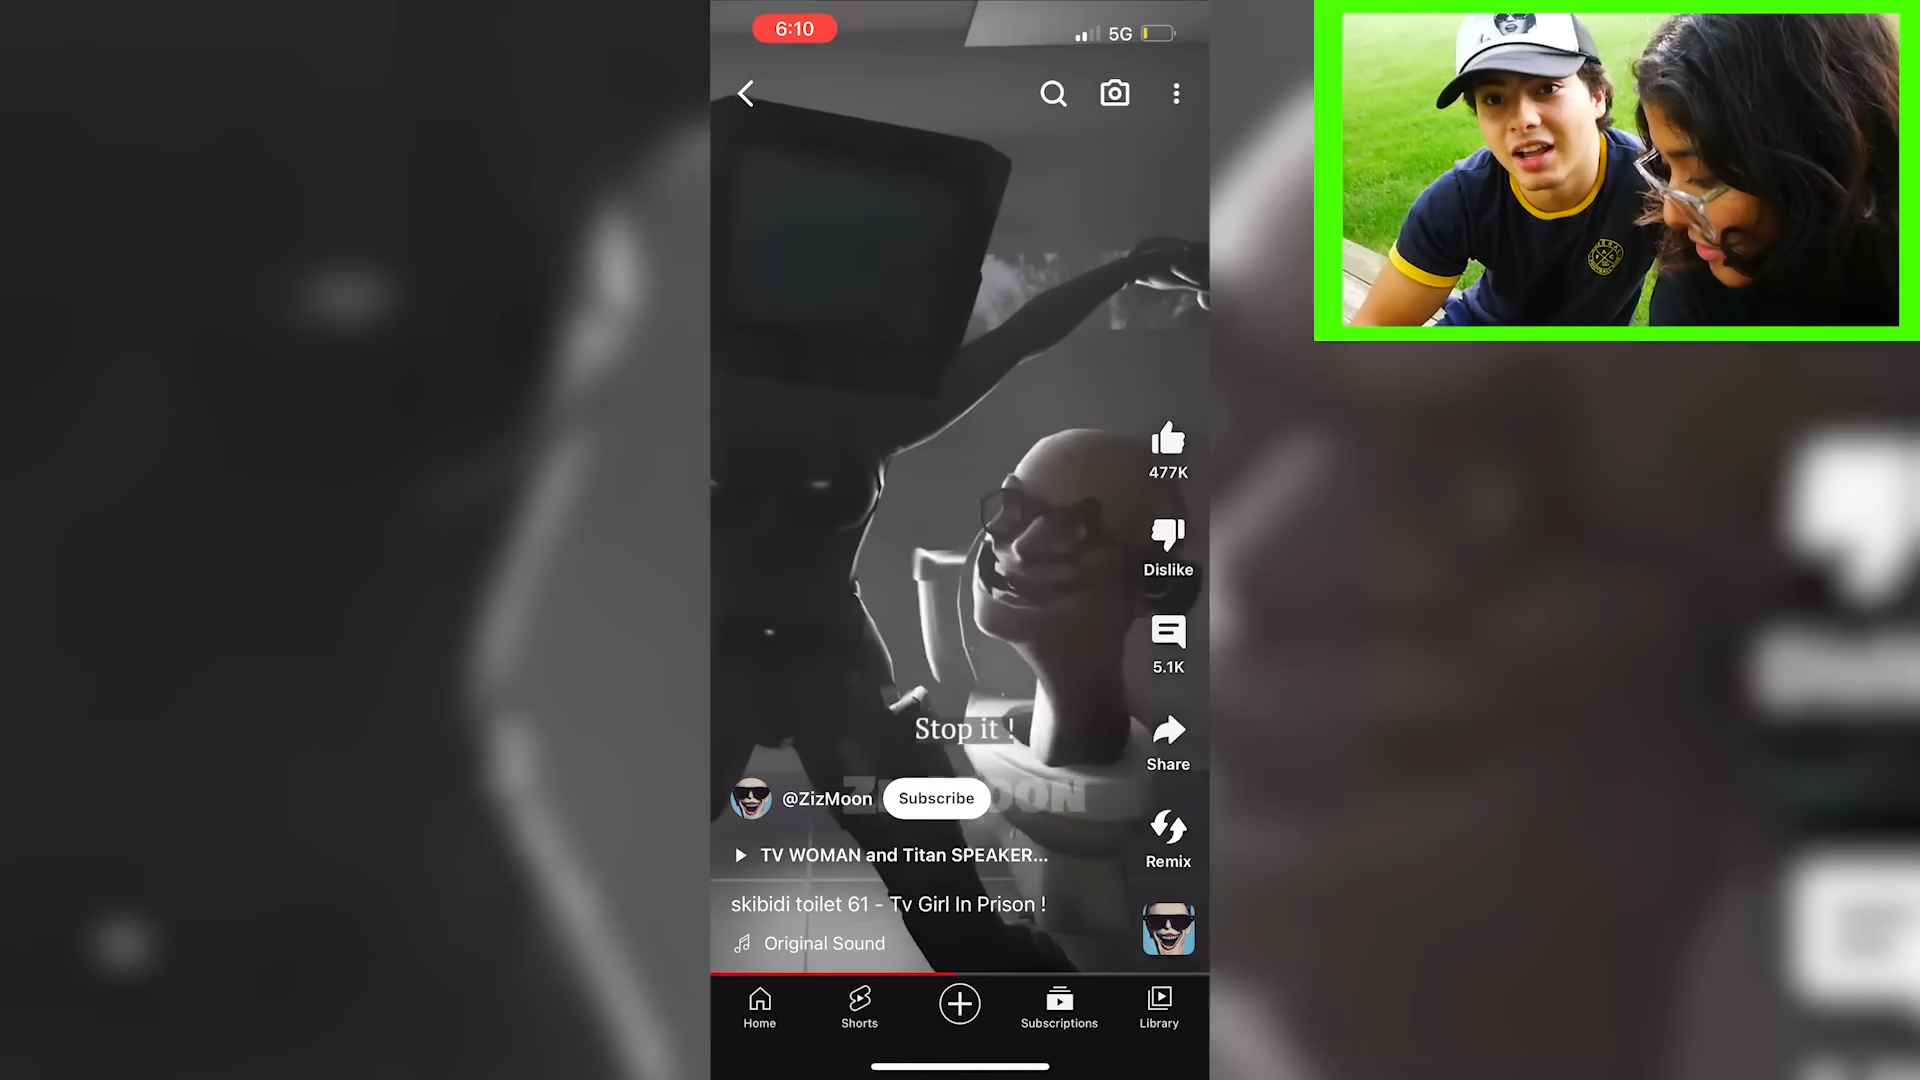 6:10
5G
477K
Dislike
5.1K
Stop it !
Share
@ZizMoon
Subscribe
TV WOMAN and Titan SPEAKER...
Remix
skibidi toilet 61 - Tv Girl In Prison !
Original Sound
Home
Shorts
Subscriptions
Library